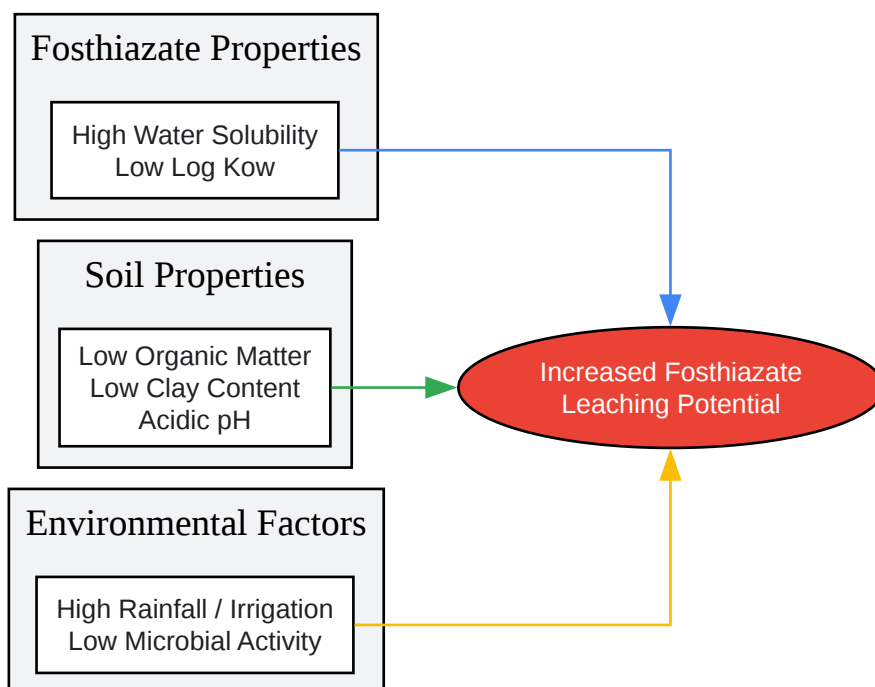 Fosthiazate Properties
High Water Solubility
Low Log Kow
Soil Properties
Low Organic Matter
Low Clay Content
Acidic pH
Increased Fosthiazate
Leaching Potential
Environmental Factors
High Rainfall / Irrigation
Low Microbial Activity